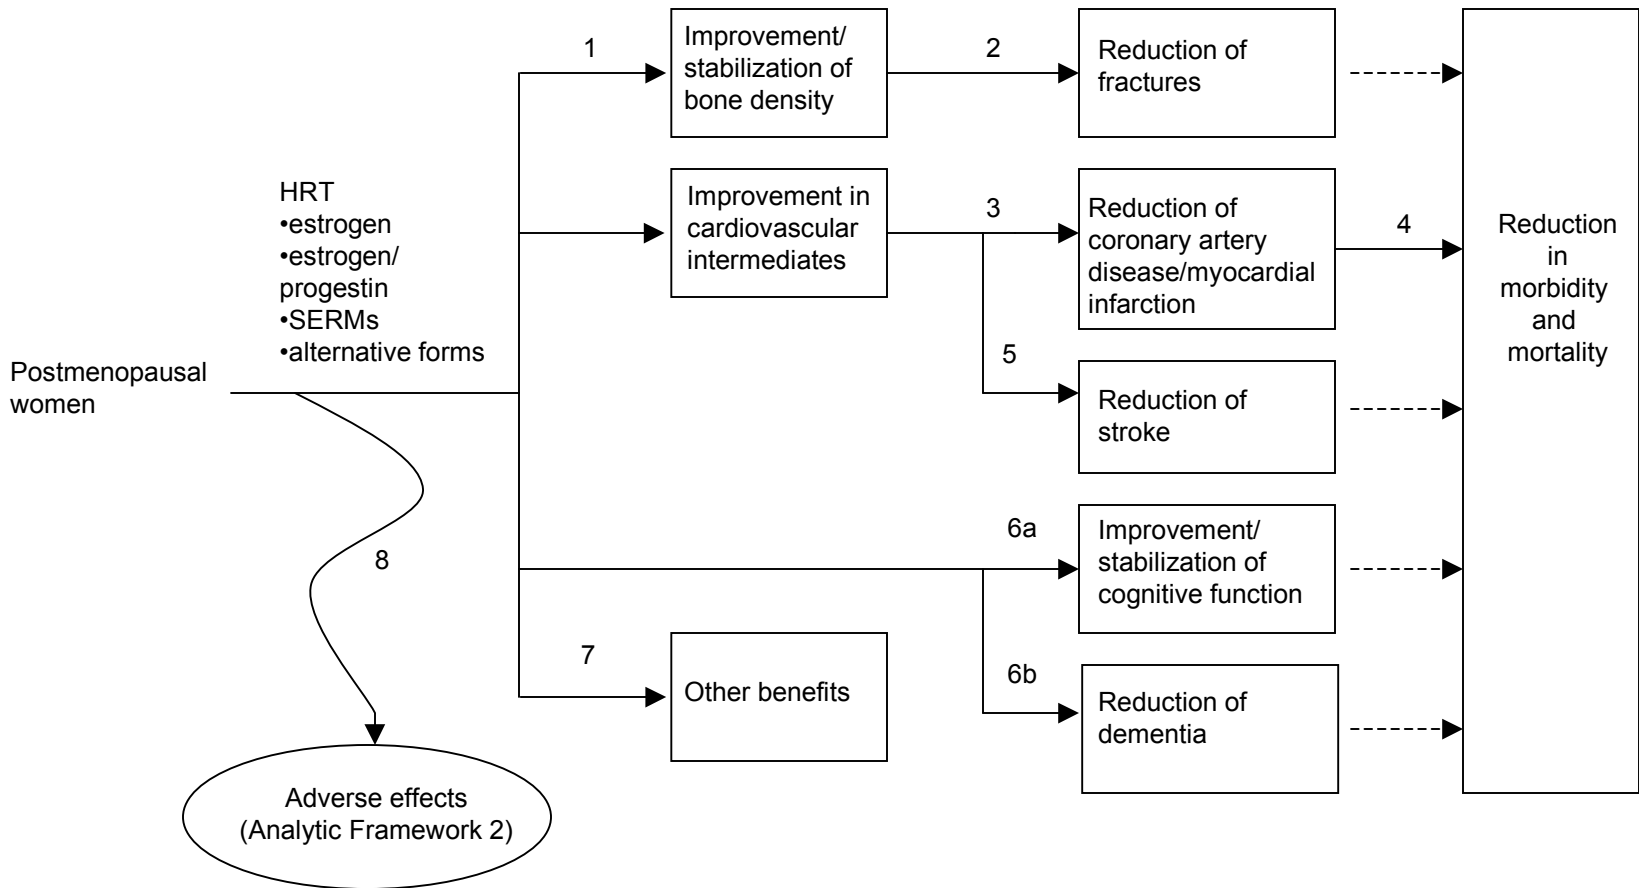 Postmenopausal
women
HRT
•estrogen
•estrogen/
progestin
•SERMs
•alternative forms
8
Adverse effects
(Analytic Framework 2)
1
Improvement/
stabilization of
bone density
2
Reduction of
fractures
Improvement in
cardiovascular
intermediates
3
Reduction of
coronary artery
disease/myocardial
infarction
4
5
Reduction of
stroke
6a
Improvement/
stabilization of
cognitive function
6b
Reduction of
dementia
7
Other benefits
Reduction
in
morbidity
and
mortality